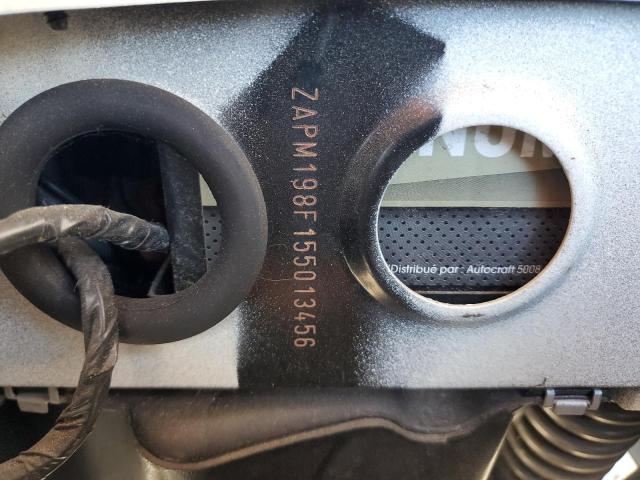 ZAPM198F155013456
Distribué par : Autocraft 5008